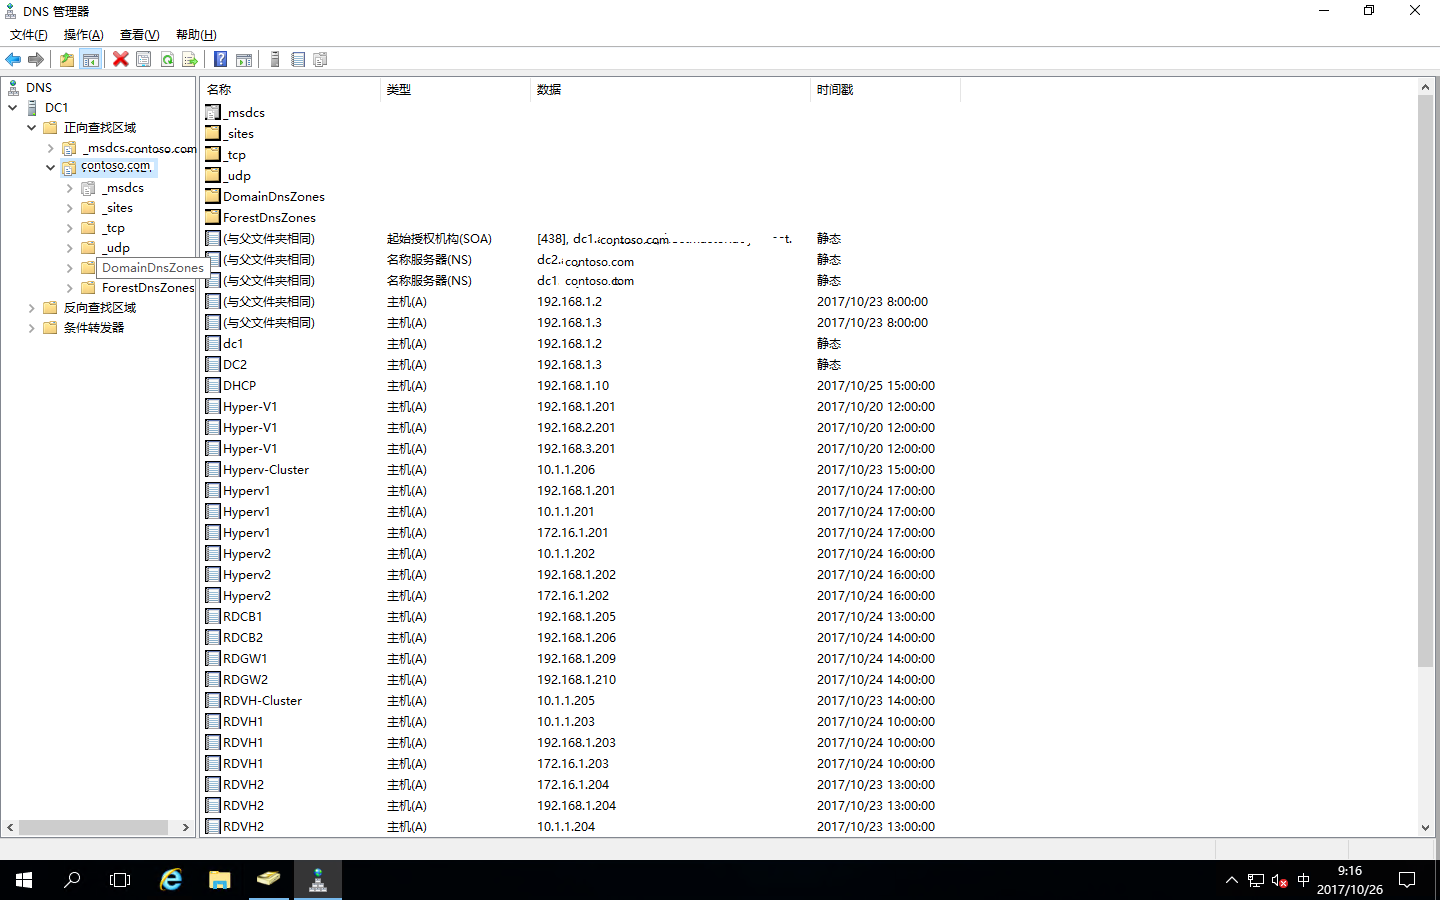 DNS 管理器
文件(F) 操作(A) 查看(V) 帮助(H)
DNS
DC1
正向查找区域
_msdcs.contoso.com
contoso.com
_msdcs
_sites
_tcp
_udp
DomainDnsZones
ForestDnsZones
反向查找区域
条件转发器
名称 类型 数据 时间戳
_msdcs
_sites
_tcp
_udp
DomainDnsZones
ForestDnsZones
(与父文件夹相同) 起始授权机构(SOA) [438], dc1. contoso.com t. 静态
(与父文件夹相同) 名称服务器(NS) dc2. contoso.com 静态
(与父文件夹相同) 名称服务器(NS) dc1 contoso.com 静态
(与父文件夹相同) 主机(A) 192.168.1.2 2017/10/23 8:00:00
(与父文件夹相同) 主机(A) 192.168.1.3 2017/10/23 8:00:00
dc1 主机(A) 192.168.1.2 静态
DC2 主机(A) 192.168.1.3 静态
DHCP 主机(A) 192.168.1.10 2017/10/25 15:00:00
Hyper-V1 主机(A) 192.168.1.201 2017/10/20 12:00:00
Hyper-V1 主机(A) 192.168.2.201 2017/10/20 12:00:00
Hyper-V1 主机(A) 192.168.3.201 2017/10/20 12:00:00
Hyperv-Cluster 主机(A) 10.1.1.206 2017/10/23 15:00:00
Hyperv1 主机(A) 192.168.1.201 2017/10/24 17:00:00
Hyperv1 主机(A) 10.1.1.201 2017/10/24 17:00:00
Hyperv1 主机(A) 172.16.1.201 2017/10/24 17:00:00
Hyperv2 主机(A) 10.1.1.202 2017/10/24 16:00:00
Hyperv2 主机(A) 192.168.1.202 2017/10/24 16:00:00
Hyperv2 主机(A) 172.16.1.202 2017/10/24 16:00:00
RDCB1 主机(A) 192.168.1.205 2017/10/24 13:00:00
RDCB2 主机(A) 192.168.1.206 2017/10/24 14:00:00
RDGW1 主机(A) 192.168.1.209 2017/10/24 14:00:00
RDGW2 主机(A) 192.168.1.210 2017/10/24 14:00:00
RDVH-Cluster 主机(A) 10.1.1.205 2017/10/23 14:00:00
RDVH1 主机(A) 10.1.1.203 2017/10/24 10:00:00
RDVH1 主机(A) 192.168.1.203 2017/10/24 10:00:00
RDVH1 主机(A) 172.16.1.203 2017/10/24 10:00:00
RDVH2 主机(A) 172.16.1.204 2017/10/23 13:00:00
RDVH2 主机(A) 192.168.1.204 2017/10/23 13:00:00
RDVH2 主机(A) 10.1.1.204 2017/10/23 13:00:00
中
9:16
2017/10/26